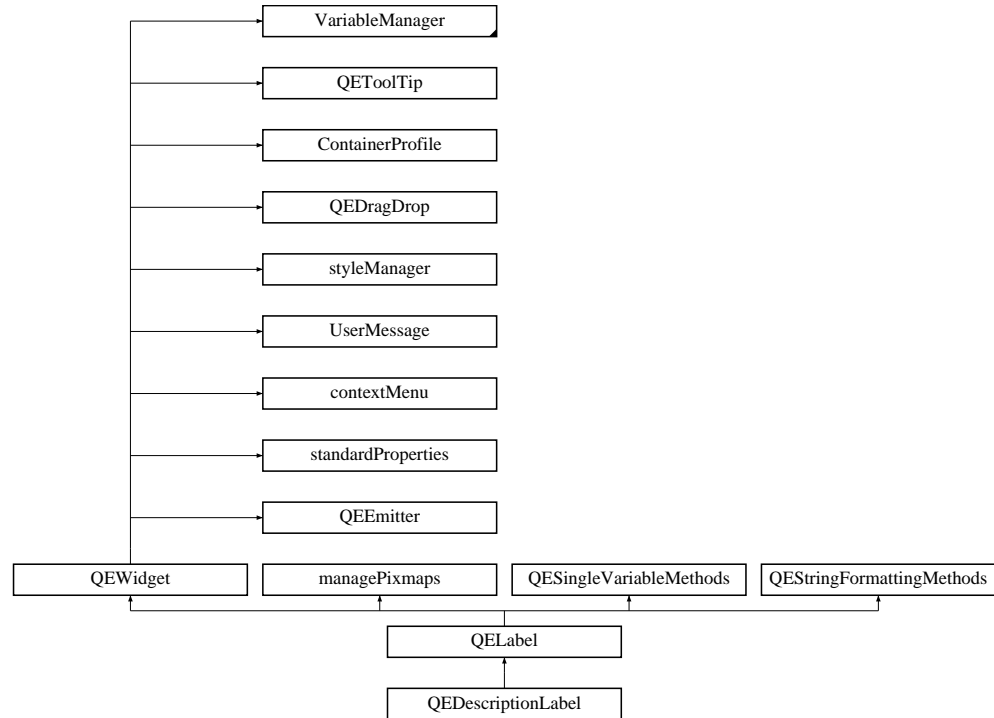 VariableManager
QEToolTip
ContainerProfile
QEDragDrop
styleManager
UserMessage
contextMenu
standardProperties
QEEmitter
QEWidget managePixmaps QESingleVariableMethods QEStringFormattingMethods
QELabel
QEDescriptionLabel